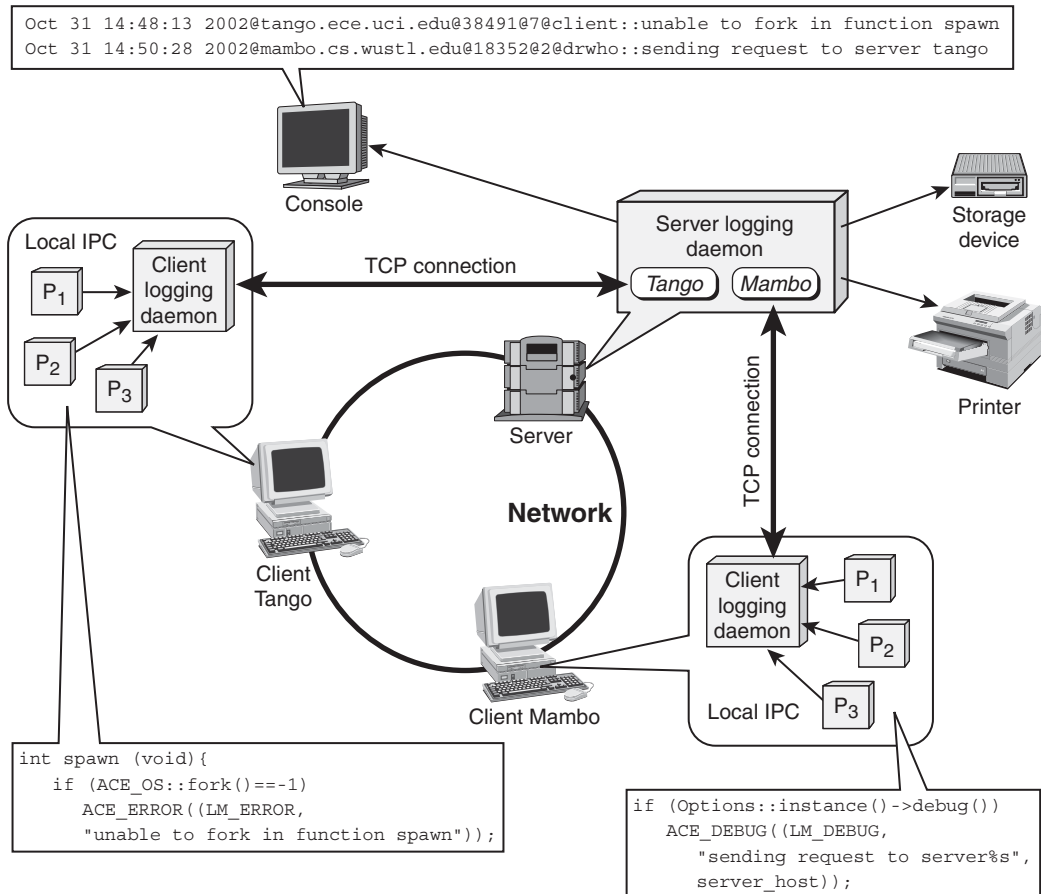 Oct 31 14:48:13 2002@tango.ece.uci.edu@38491@7@client::unable to fork in function spawn
Oct 31 14:50:28 2002@mambo.cs.wustl.edu@18352@2@drwho::sending request to server tango
Console
Storage
device
Server logging
daemon
Tango
Mambo
Printer
Local IPC
Client
logging
daemon
P1
P2
P3
TCP connection
Server
TCP connection
Network
Client
Tango
Client Mambo
Client
logging
daemon
P1
P2
P3
Local IPC
int spawn (void){
if (ACE_OS::fork()==-1)
ACE_ERROR((LM_ERROR,
"unable to fork in function spawn"));
if (Options::instance()->debug())
ACE_DEBUG((LM_DEBUG,
"sending request to server%s",
server_host));